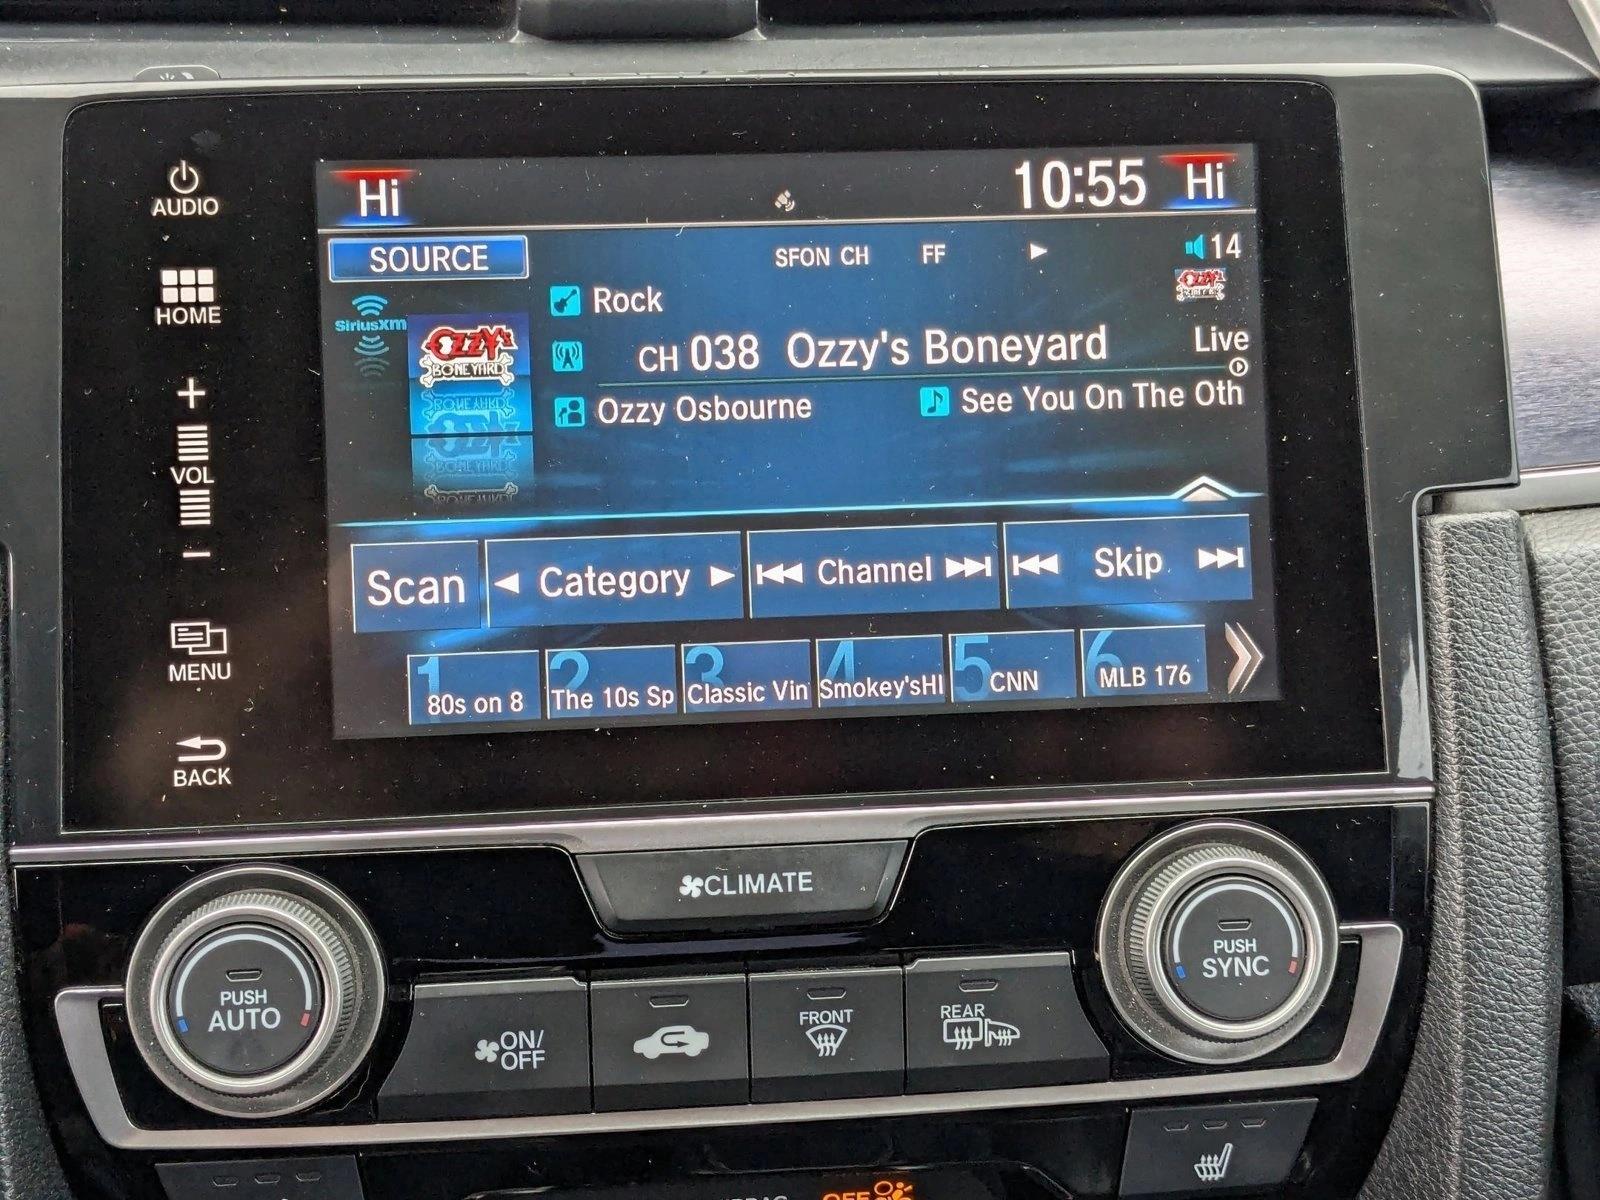 AUDIO
HOME
+
VOL
-
MENU
BACK
Hi
10:55
Hi
SOURCE
SFON CH
FF
14
SiriusXM
OZZY'S
BONEYARD
Rock
CH 038 Ozzy's Boneyard
Live
Ozzy Osbourne
See You On The Oth
Scan
Category
Channel
Skip
1 80s on 8
2 The 10s Sp
3 Classic Vin
4 Smokey'sHl
5 CNN
6 MLB 176
CLIMATE
PUSH
AUTO
ON/
OFF
FRONT
REAR
PUSH
SYNC
OFF